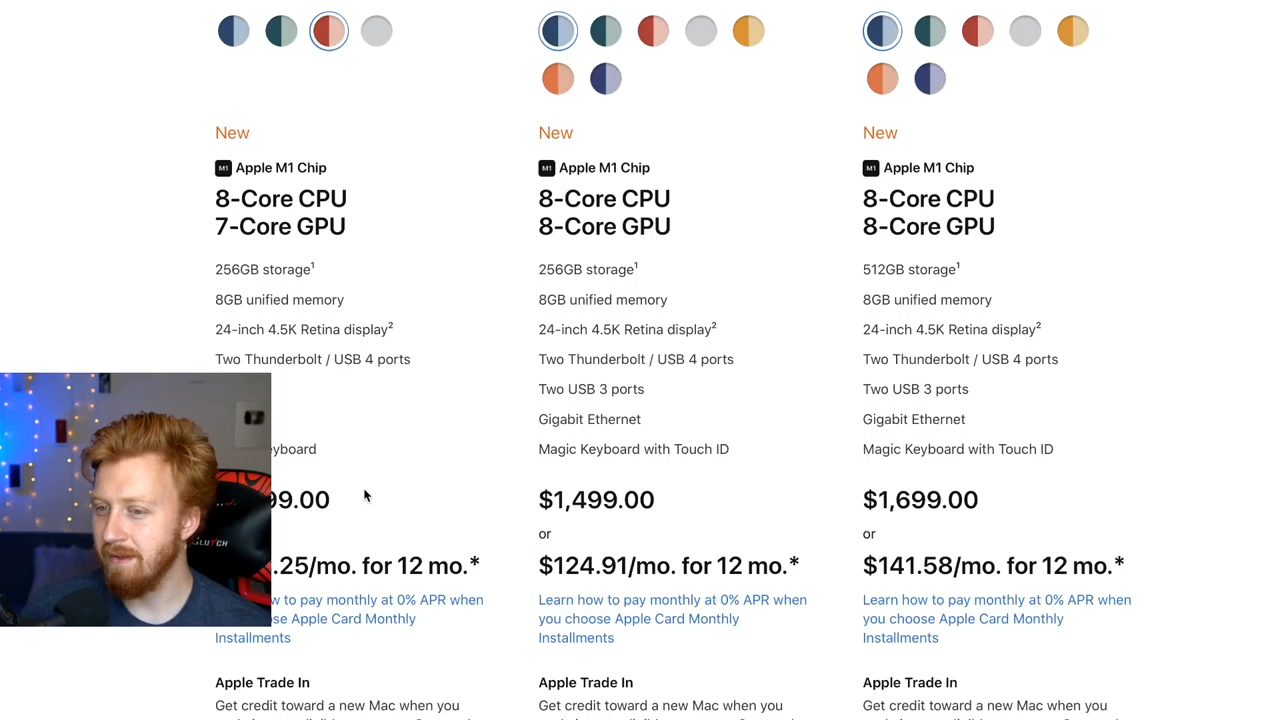 New
M1 Apple M1 Chip
8-Core CPU
7-Core GPU
256GB storage¹
8GB unified memory
24-inch 4.5K Retina display²
Two Thunderbolt / USB 4 ports
99.00
.25/mo. for 12 mo.*
to pay monthly at 0% APR when
Apple Card Monthly
Installments
Apple Trade In
Get credit toward a new Mac when you
New
M1 Apple M1 Chip
8-Core CPU
8-Core GPU
256GB storage¹
8GB unified memory
24-inch 4.5K Retina display²
Two Thunderbolt / USB 4 ports
Two USB 3 ports
Gigabit Ethernet
Magic Keyboard with Touch ID
$1,499.00
or
$124.91/mo. for 12 mo.*
Learn how to pay monthly at 0% APR when
you choose Apple Card Monthly
Installments
Apple Trade In
Get credit toward a new Mac when you
New
M1 Apple M1 Chip
8-Core CPU
8-Core GPU
512GB storage¹
8GB unified memory
24-inch 4.5K Retina display²
Two Thunderbolt / USB 4 ports
Two USB 3 ports
Gigabit Ethernet
Magic Keyboard with Touch ID
$1,699.00
or
$141.58/mo. for 12 mo.*
Learn how to pay monthly at 0% APR when
you choose Apple Card Monthly
Installments
Apple Trade In
Get credit toward a new Mac when you